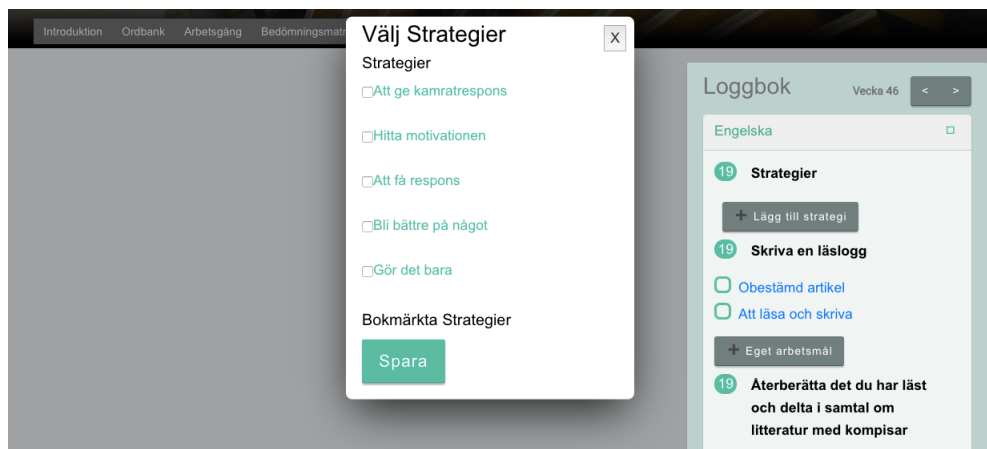 Introduktion Ordbank Arbetsgång Bedömningsmatr
Välj Strategier
X
Strategier
Att ge kamratrespons
Hitta motivationen
Att få respons
Bli bättre på något
Gör det bara
Bokmärkta Strategier
Spara
Loggbok
Vecka 46
< >
Engelska
19 Strategier
+ Lägg till strategi
19 Skriva en läslogg
Obestämd artikel
Att läsa och skriva
+ Eget arbetsmål
19 Återberätta det du har läst
och delta i samtal om
litteratur med kompisar